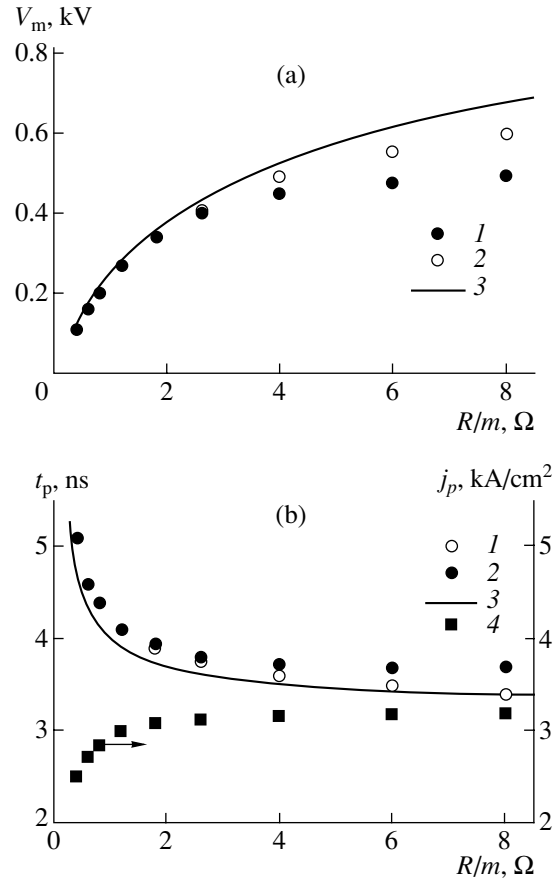 V_m, kV
0.8
(a)
0.6
0.4
1
2
3
0.2
0 2 4 6 8
R/m, Ω
t_p, ns j_p, kA/cm²
(b)
5 1 5
2
3
4 4 4
3 3
2 2
0 2 4 6 8
R/m, Ω